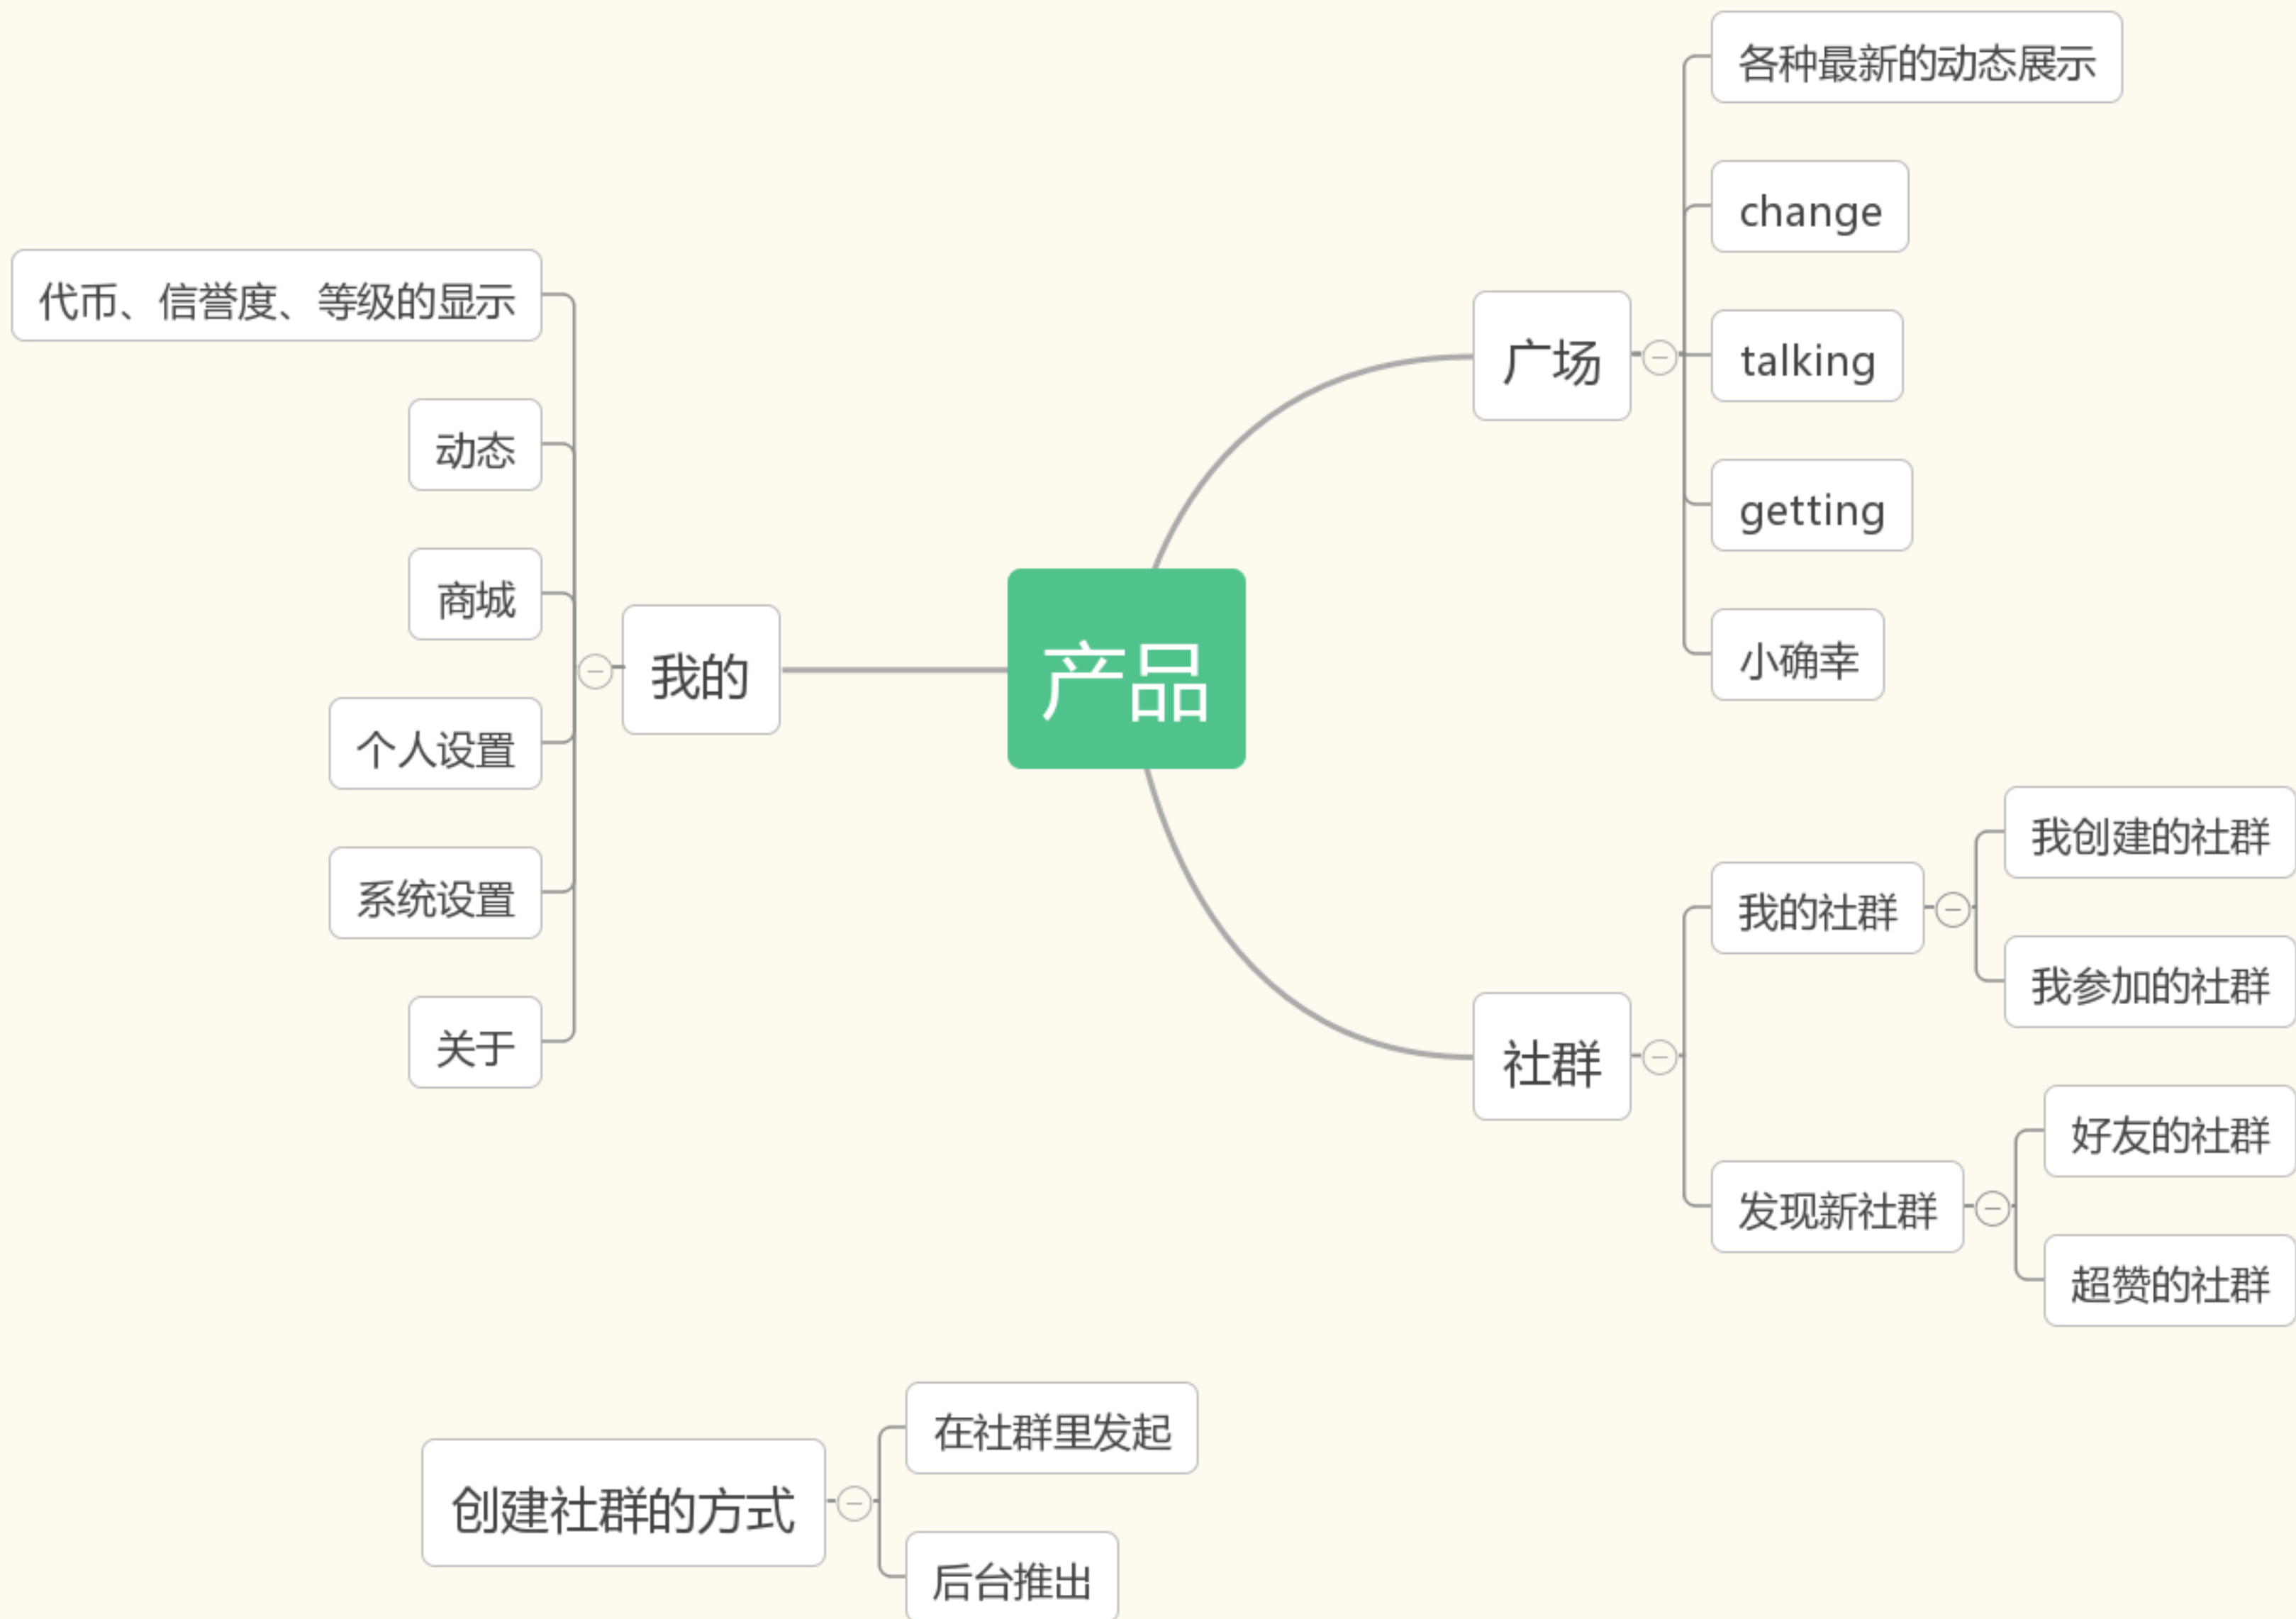 产品
广场
各种最新的动态展示
change
talking
getting
小确幸
社群
我的社群
我创建的社群
我参加的社群
发现新社群
好友的社群
超赞的社群
我的
代币、信誉度、等级的显示
动态
商城
个人设置
系统设置
关于
创建社群的方式
在社群里发起
后台推出